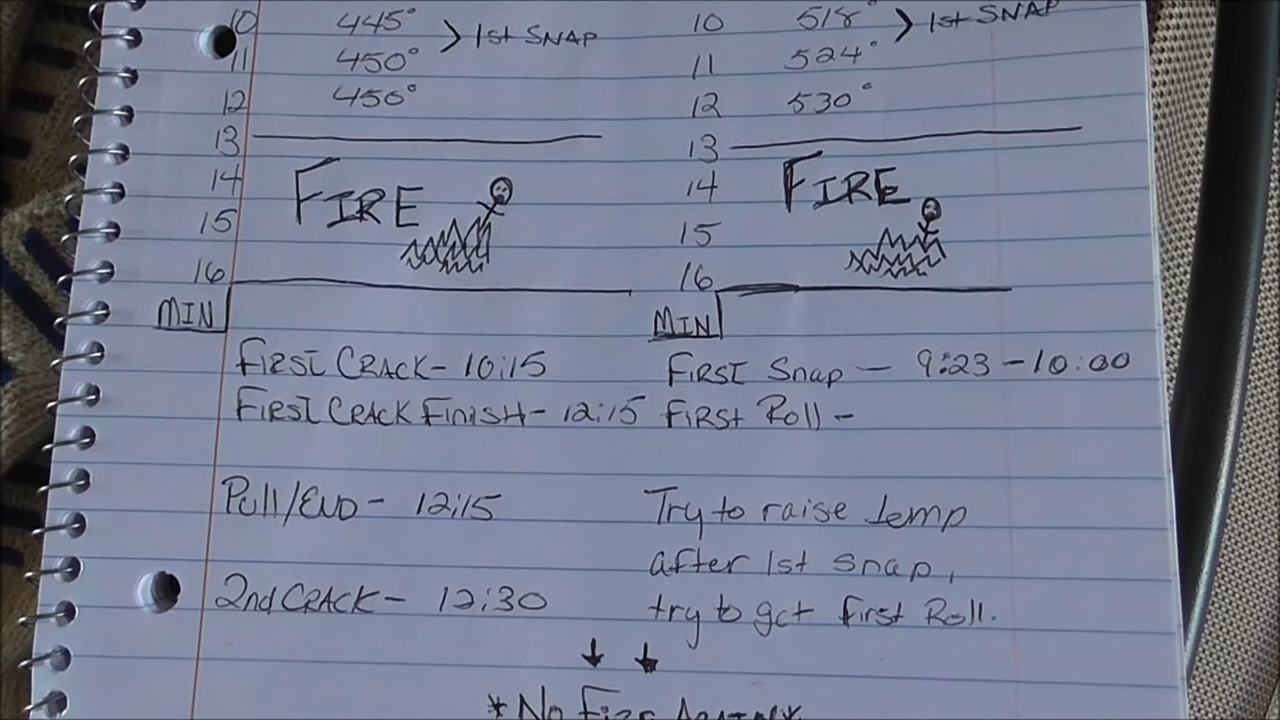 10 445° > 1st SNAP
11 450°
12 450°
13
14 FIRE
15
16
MIN
FIRST CRACK - 10:15
FIRST CRACK FINISH - 12:15
Pull/END - 12:15
2nd CRACK - 12:30
10 518° > 1st SNAP
11 524°
12 530°
13
14 FIRE
15
16
MIN
FIRST Snap - 9:23 - 10:00
FIRST Roll -
Try to raise temp
after 1st snap,
try to get first Roll.
*No Fire